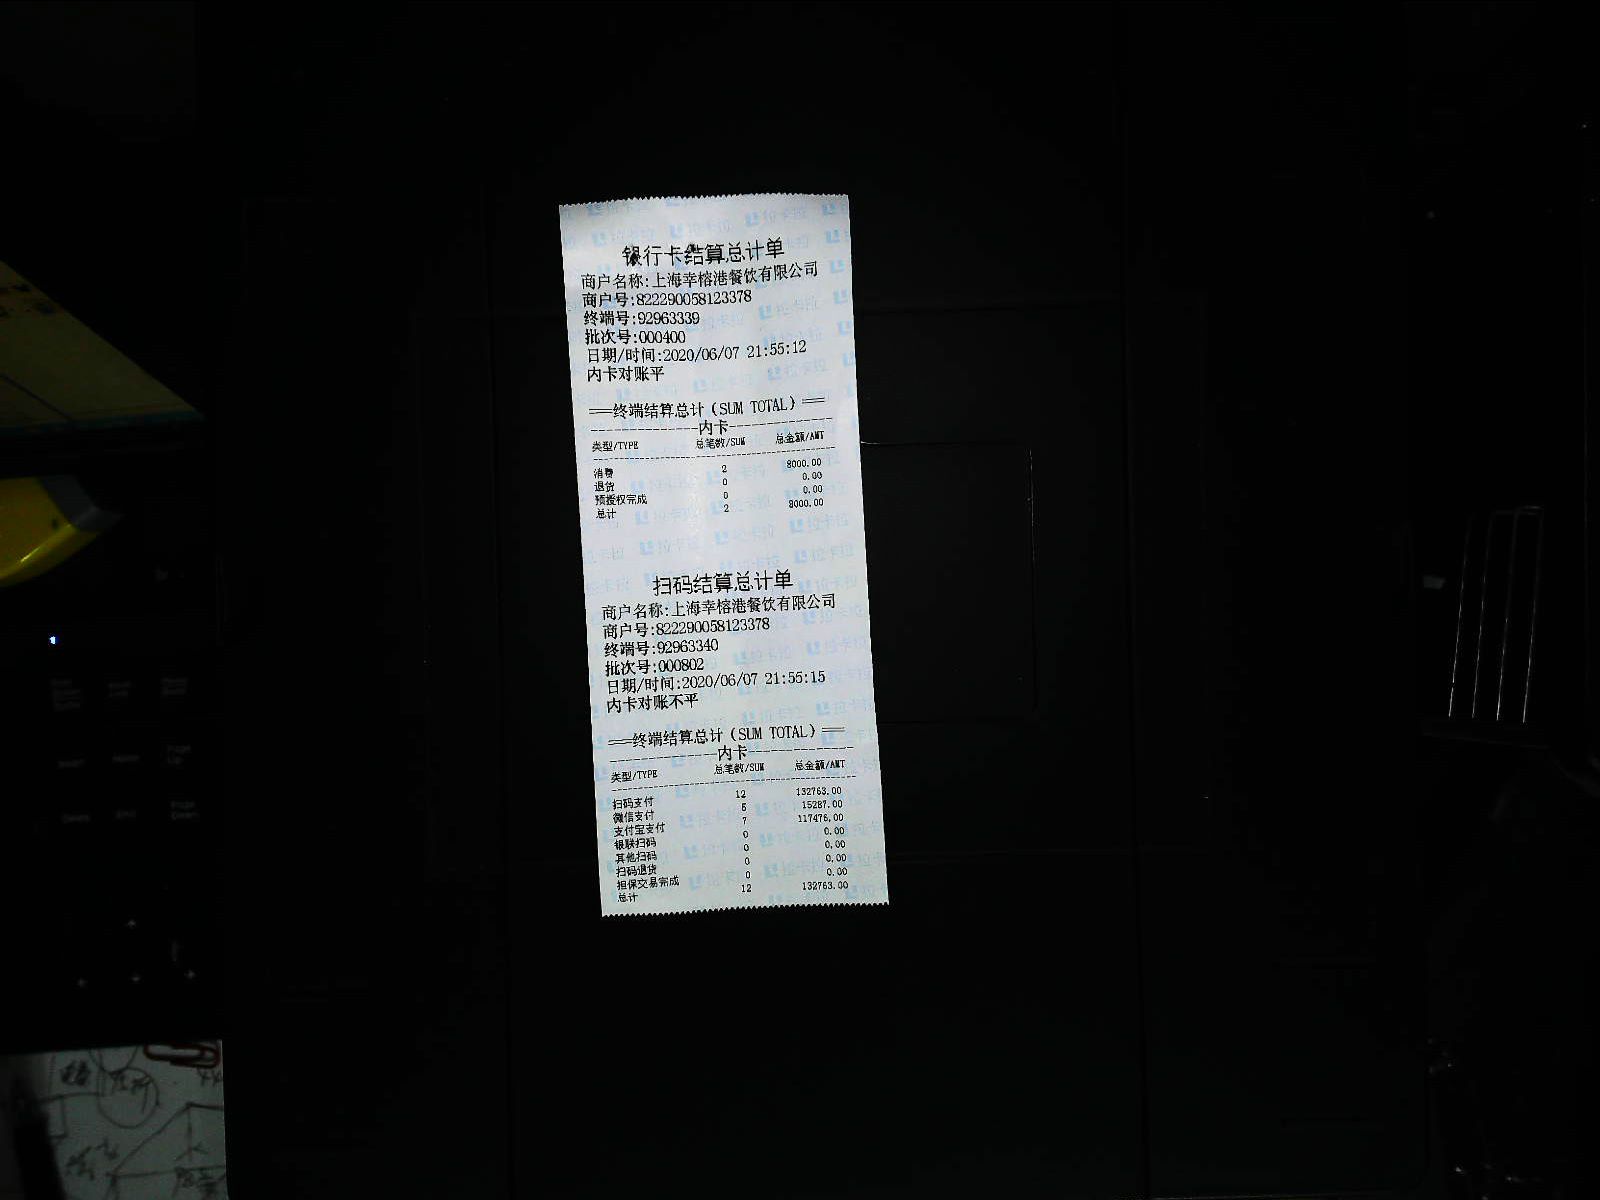 银行卡结算总计单
商户名称:上海幸榕港餐饮有限公司
商户号:822290058123378
终端号:92963339
批次号:000400
日期/时间:2020/06/07 21:55:12
内卡对账平
===终端结算总计(SUM TOTAL)===
内卡
类型/TYPE 总笔数/SUM 总金额/AMT
消费 2 8000.00
退货 0 0.00
预授权完成 0 0.00
总计 2 8000.00
扫码结算总计单
商户名称:上海幸榕港餐饮有限公司
商户号:822290058123378
终端号:92963340
批次号:000802
日期/时间:2020/06/07 21:55:15
内卡对账不平
===终端结算总计(SUM TOTAL)===
内卡
类型/TYPE 总笔数/SUM 总金额/AMT
扫码支付 12 132763.00
微信支付 5 15287.00
支付宝支付 7 117476.00
银联扫码 0 0.00
其他扫码 0 0.00
扫码退货 0 0.00
担保交易完成 0 0.00
总计 12 132763.00